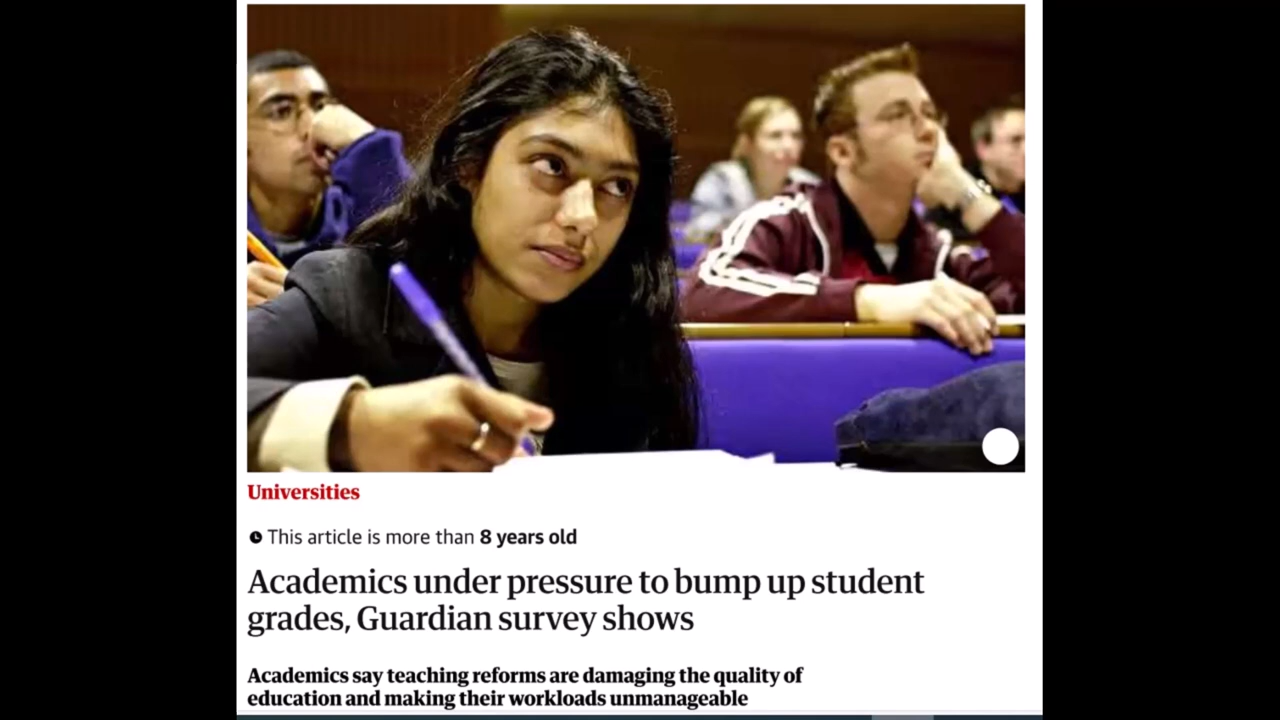 Universities
This article is more than 8 years old
Academics under pressure to bump up student
grades, Guardian survey shows
Academics say teaching reforms are damaging the quality of
education and making their workloads unmanageable